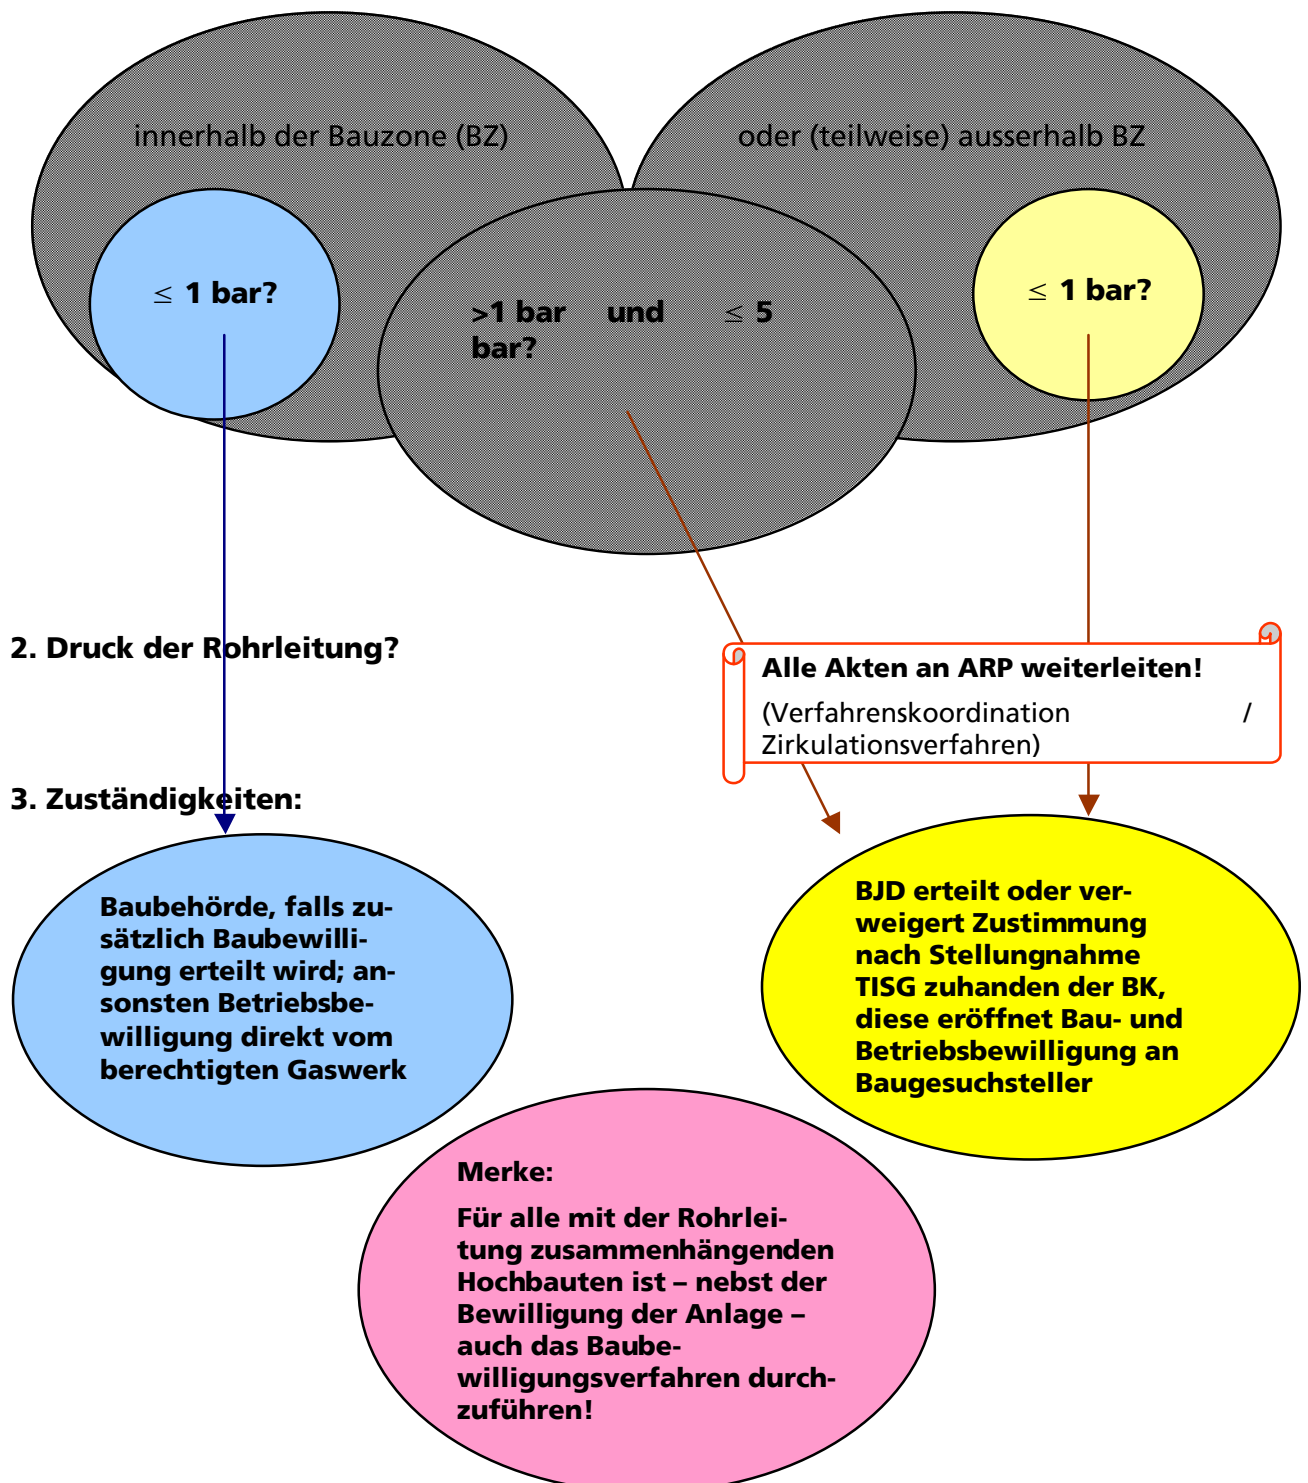 innerhalb der Bauzone (BZ)
oder (teilweise) ausserhalb BZ
≤ 1 bar?
>1 bar und ≤ 5
bar?
≤ 1 bar?
2. Druck der Rohrleitung?
Alle Akten an ARP weiterleiten!
(Verfahrenskoordination /
Zirkulationsverfahren)
3. Zuständigkeiten:
Baubehörde, falls zu-
sätzlich Baubewilli-
gung erteilt wird; an-
sonsten Betriebsbe-
willigung direkt vom
berechtigten Gaswerk
BJD erteilt oder ver-
weigert Zustimmung
nach Stellungnahme
TISG zuhanden der BK,
diese eröffnet Bau- und
Betriebsbewilligung an
Baugesuchsteller
Merke:
Für alle mit der Rohrlei-
tung zusammenhängenden
Hochbauten ist – nebst der
Bewilligung der Anlage –
auch das Baube-
willigungsverfahren durch-
zuführen!